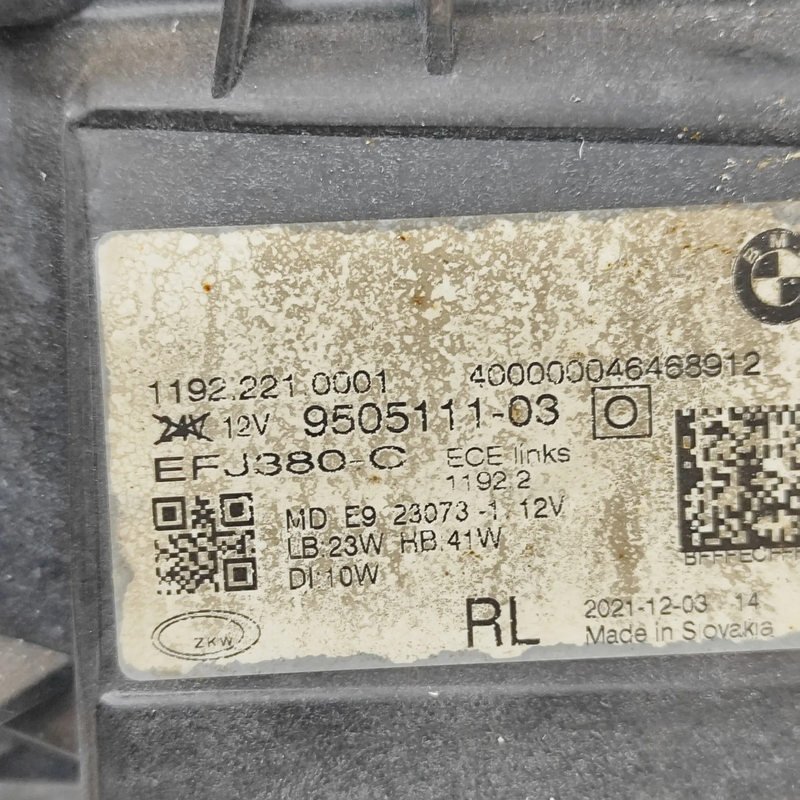 BMW
1192.221.0001 400000046468912
24V 12V 9505111-03
EFJ380-C ECE links
1192.2
MD E9 23073-1, 12V
LB:23W HB:41W
DI:10W
ZKW
RL 2021-12-03 14
Made in Slovakia